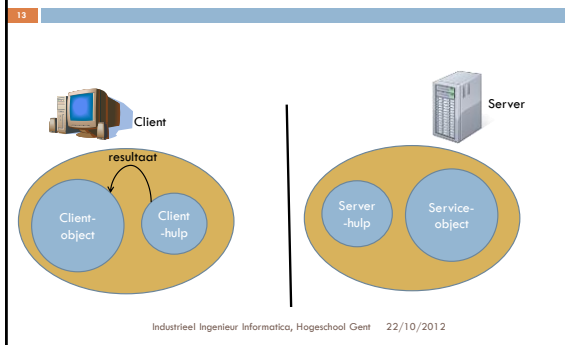 13
Client
Server
resultaat
Client-
object
Client
-hulp
Server
-hulp
Service-
object
Industrieel Ingenieur Informatica, Hogeschool Gent 22/10/2012